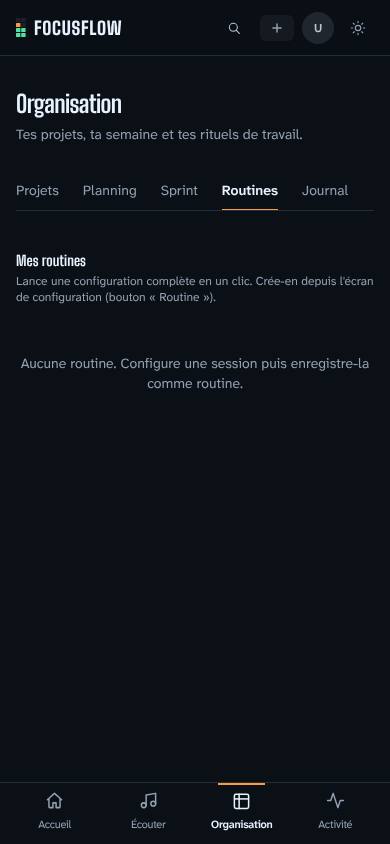 FOCUSFLOW
U
Organisation
Tes projets, ta semaine et tes rituels de travail.
Projets
Planning
Sprint
Routines
Journal
Mes routines
Lance une configuration complète en un clic. Crée-en depuis l'écran
de configuration (bouton « Routine »).
Aucune routine. Configure une session puis enregistre-la
comme routine.
Accueil
Écouter
Organisation
Activité